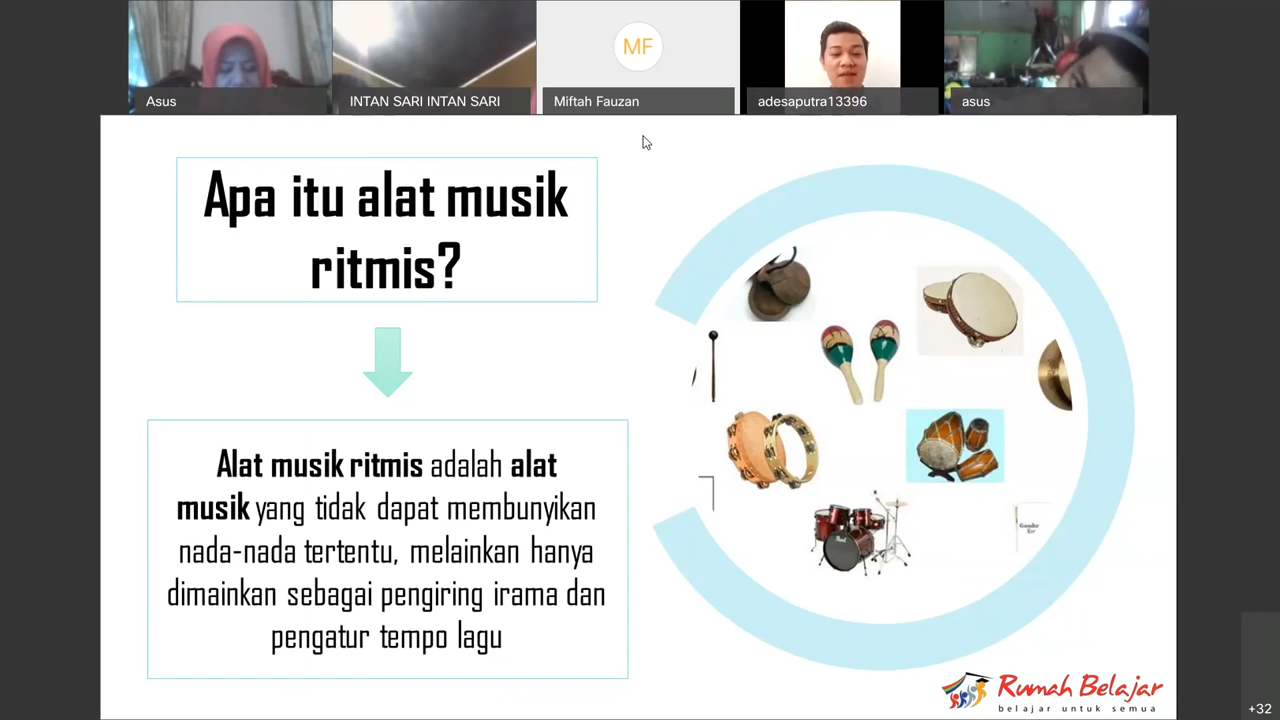 Asus
INTAN SARI INTAN SARI
MF
Miftah Fauzan
adesaputra13396
asus
Apa itu alat musik
ritmis?
Alat musik ritmis adalah alat
musik yang tidak dapat membunyikan
nada-nada tertentu, melainkan hanya
dimainkan sebagai pengiring irama dan
pengatur tempo lagu
Rumah Belajar
belajar untuk semua
+32